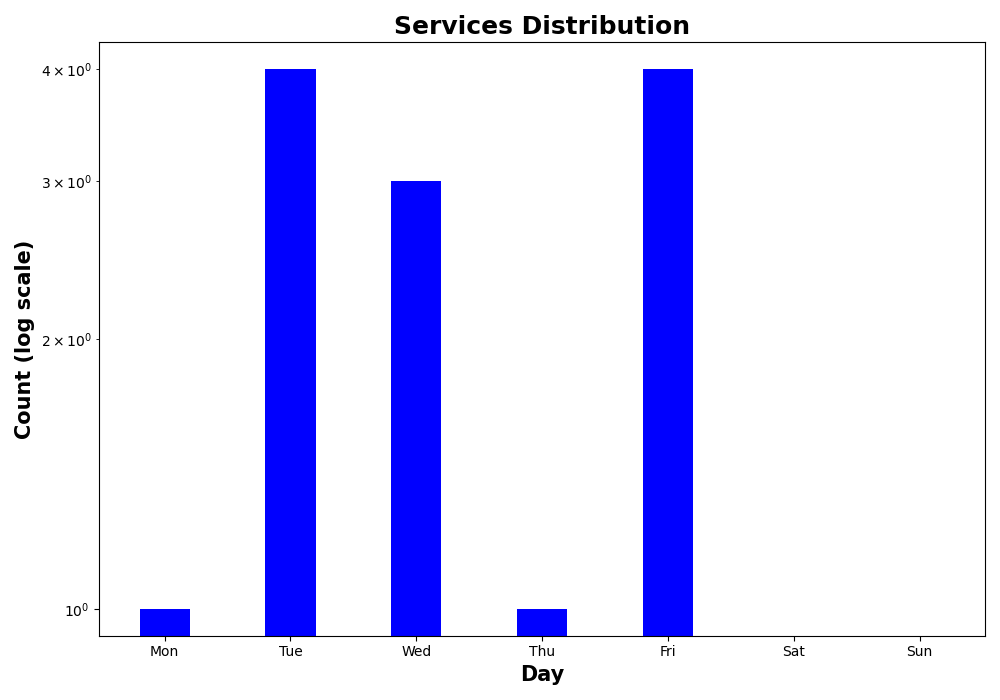 Services Distribution
Count (log scale)
4 × 10⁰
3 × 10⁰
2 × 10⁰
10⁰
Mon Tue Wed Thu Fri Sat Sun
Day